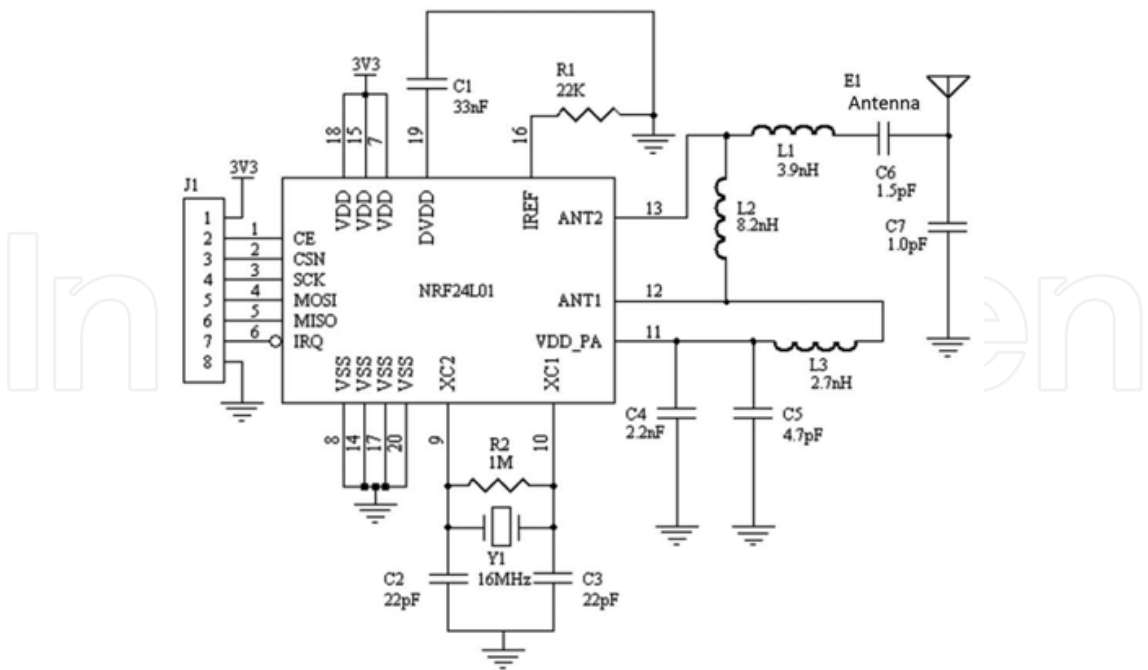 3V3
C1
33nF
R1
22K
E1
Antenna
18
15
7
19
16
L1
3.9nH
C6
1.5pF
J1
3V3
VDD
VDD
VDD
DVDD
IREF
ANT2
13
L2
8.2nH
C7
1.0pF
1
2
3
4
5
6
7
8
1
2
3
4
5
6
CE
CSN
SCK
MOSI
MISO
IRQ
NRF24L01
ANT1
12
VDD_PA
11
L3
2.7nH
VSS
VSS
VSS
VSS
XC2
XC1
8
14
17
20
9
10
C4
2.2nF
C5
4.7pF
R2
1M
Y1
16MHz
C2
22pF
C3
22pF
In
en